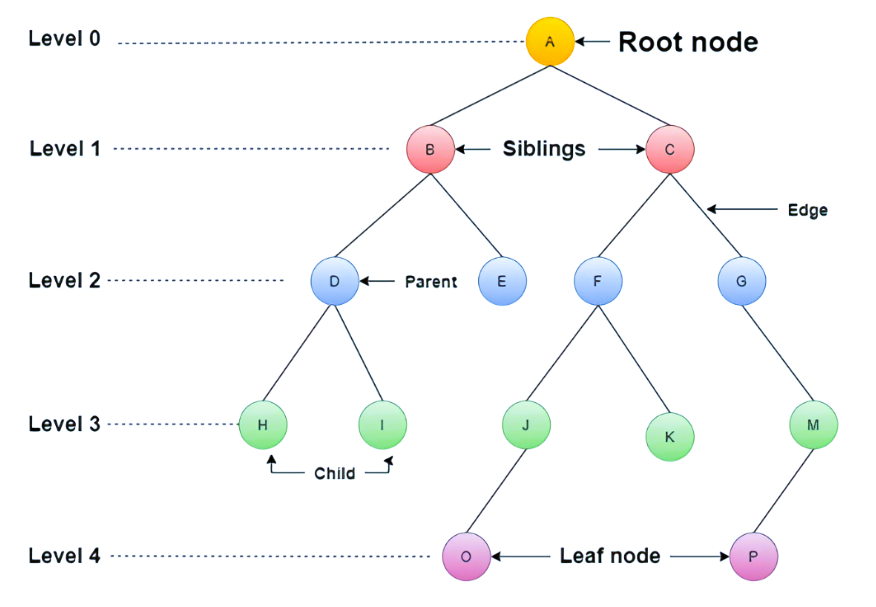 Level 0
A
Root node
Level 1
B
Siblings
C
Edge
Level 2
D
Parent
E
F
G
Level 3
H
I
J
K
M
Child
Level 4
O
Leaf node
P